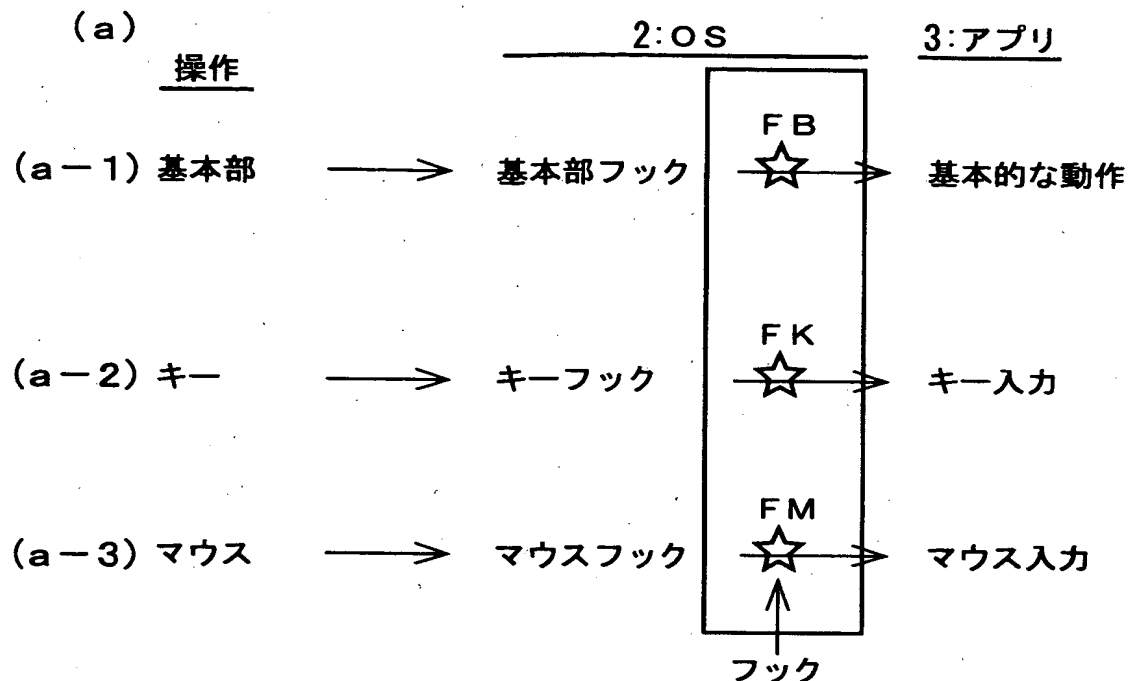 (a)
操作 2:OS 3:アプリ
FB
(a-1) 基本部 基本部フック 基本的な動作
FK
(a-2) キー キーフック キー入力
FM
(a-3) マウス マウスフック マウス入力
フック